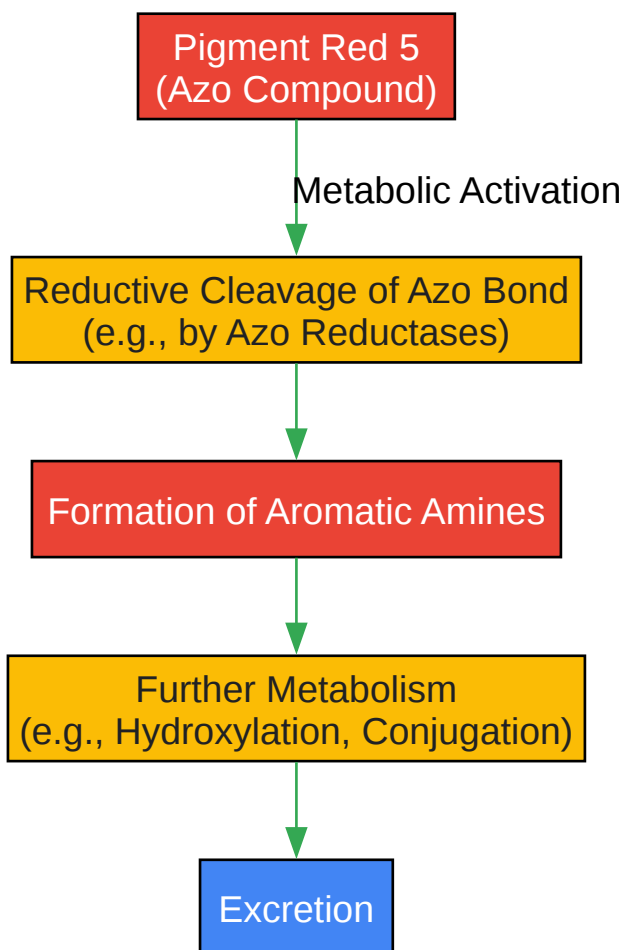 Pigment Red 5
(Azo Compound)
Metabolic Activation
Reductive Cleavage of Azo Bond
(e.g., by Azo Reductases)
Formation of Aromatic Amines
Further Metabolism
(e.g., Hydroxylation, Conjugation)
Excretion